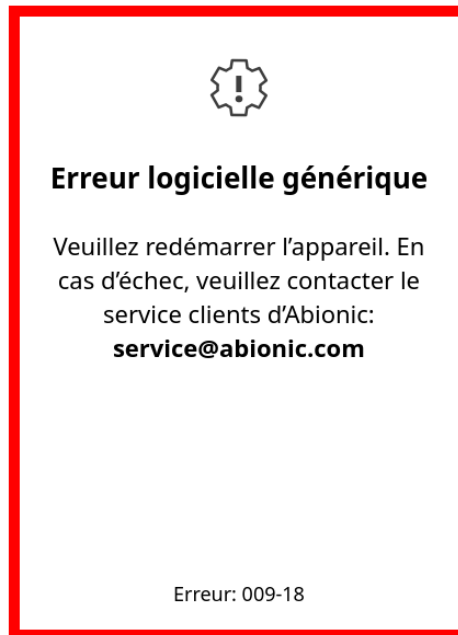 Erreur logicielle générique
Veuillez redémarrer l’appareil. En
cas d’échec, veuillez contacter le
service clients d’Abionic:
service@abionic.com
Erreur: 009-18